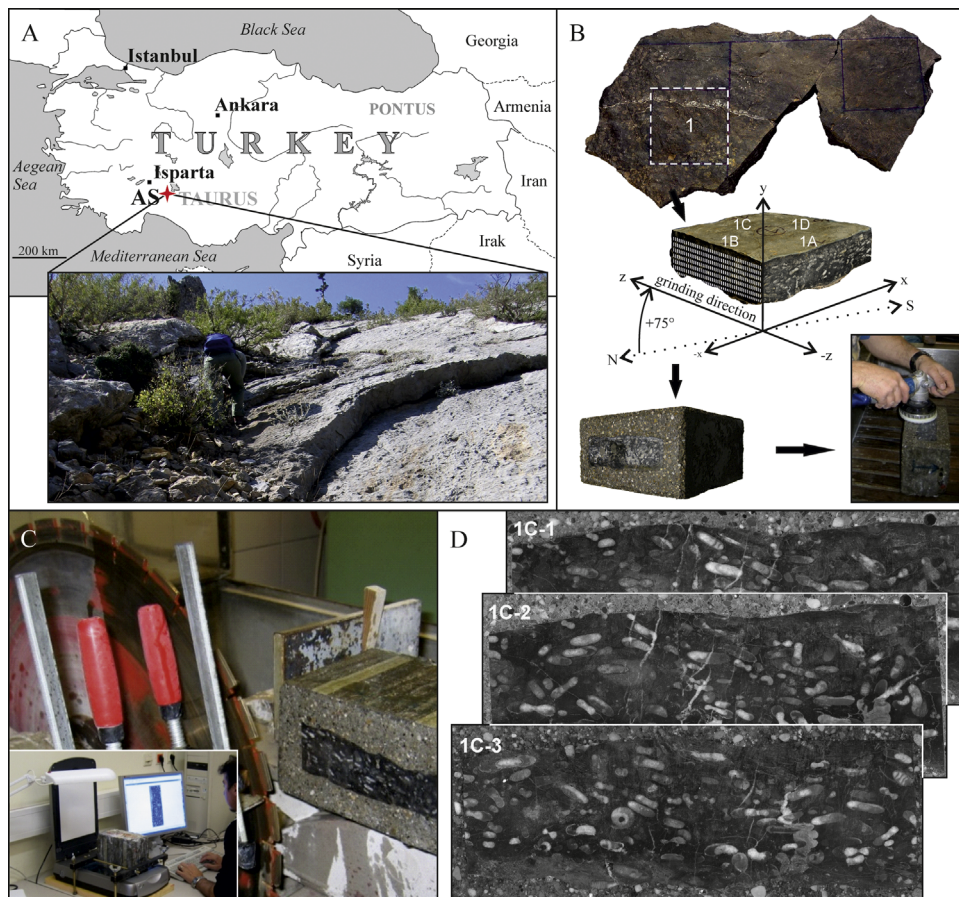 A
Black Sea
Georgia
Istanbul
Ankara
PONTUS
Armenia
TURKEY
Aegean
Sea
Isparta
AS
TAURUS
Iran
200 km
Mediterranean Sea
Syria
Irak
B
1
y
1C
1D
1B
1A
z
x
grinding direction
S
+75°
N
-x
-z
C
D
1C-1
1C-2
1C-3